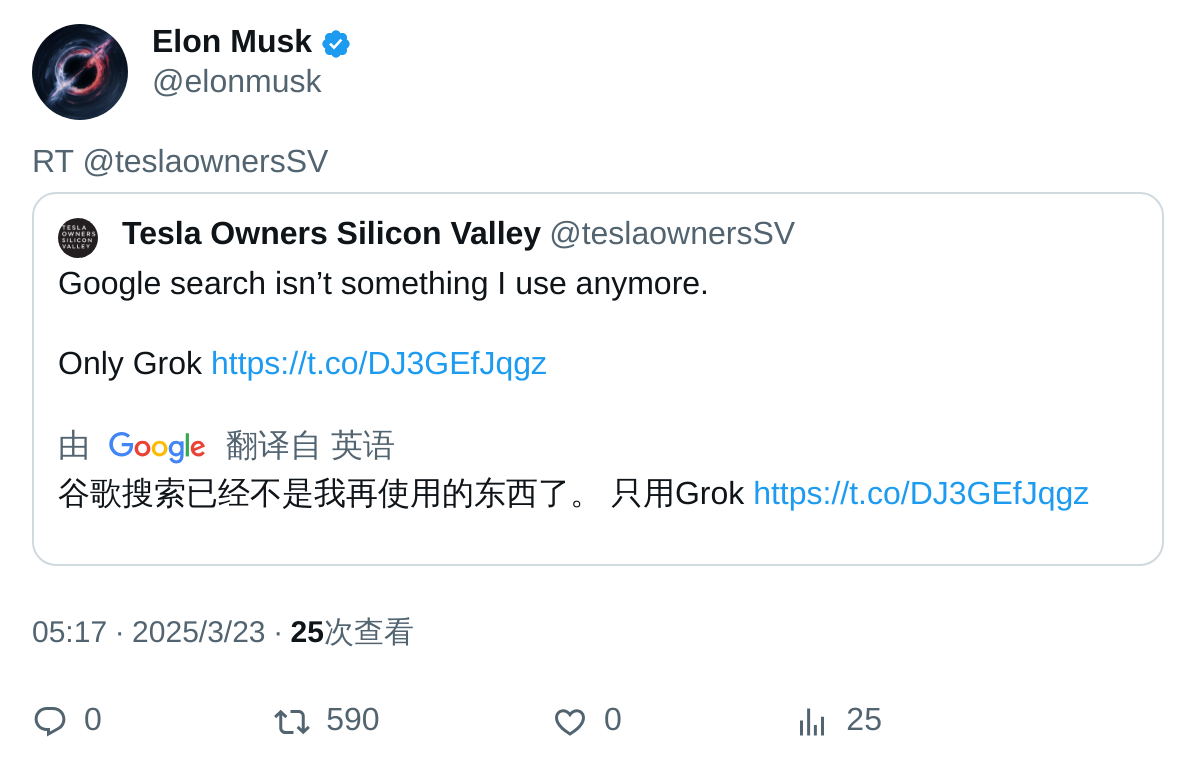 Elon Musk
@elonmusk
RT @teslaownersSV
TESLA
OWNERS
SILICON
VALLEY
Tesla Owners Silicon Valley @teslaownersSV
Google search isn’t something I use anymore.
Only Grok https://t.co/DJ3GEfJqgz
由 Google 翻译自 英语
谷歌搜索已经不是我再使用的东西了。 只用Grok https://t.co/DJ3GEfJqgz
05:17 · 2025/3/23 · 25次查看
0 590 0 25